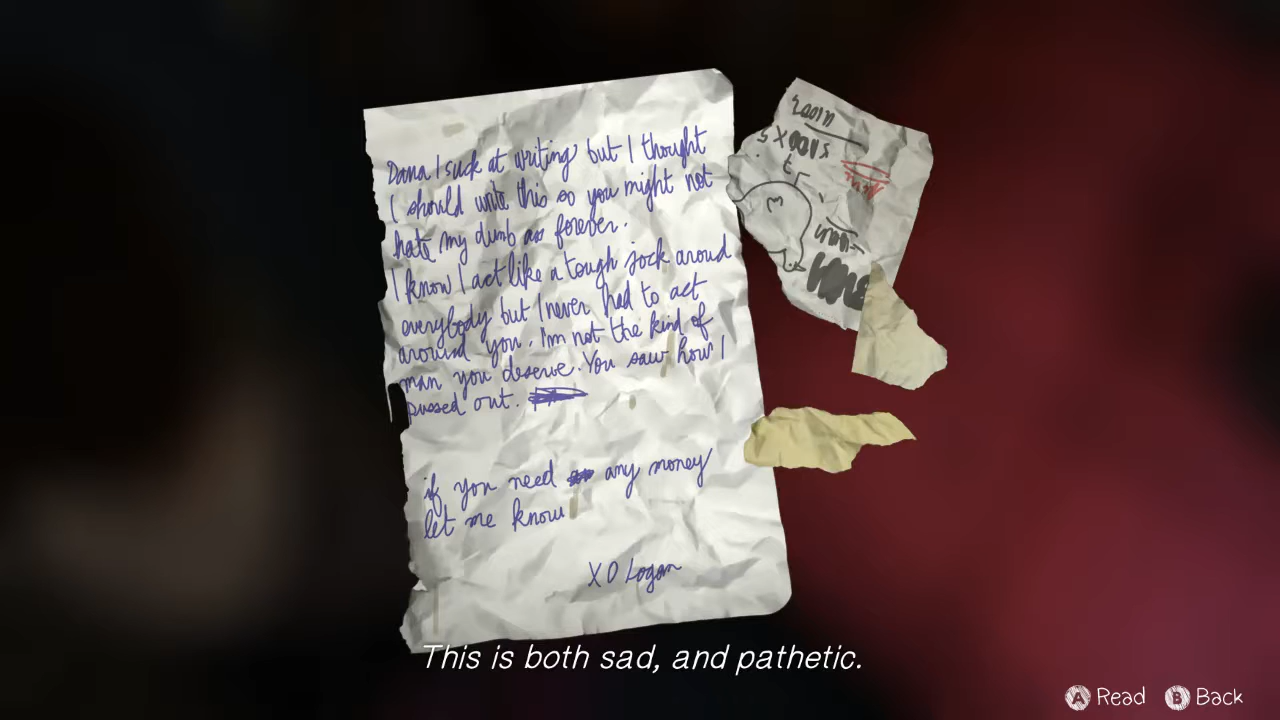 Dana I suck at writing but I thought
I should write this so you might not
hate my dumb ass forever.
I know I act like a tough jock aroud
everybody but I never had to act
around you. I'm not the kind of
man you deserve. You saw how I
pussed out.
if you need any money
let me know
XO Logan
This is both sad, and pathetic.
A Read B Back